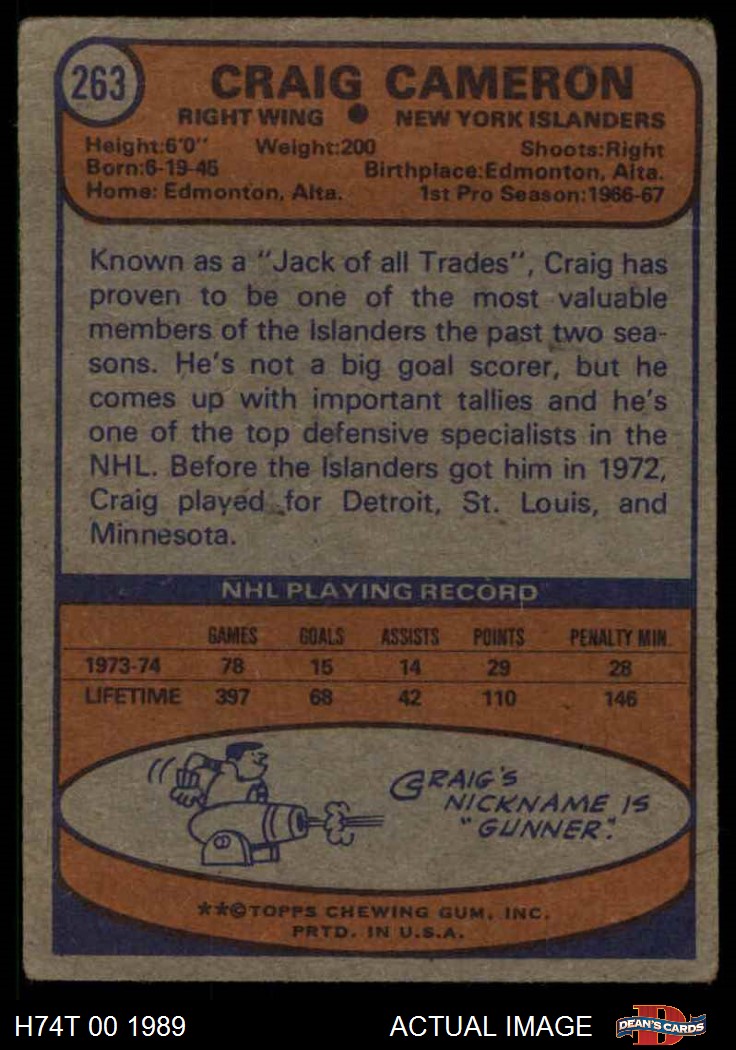 263
CRAIG CAMERON
RIGHT WING • NEW YORK ISLANDERS
Height:6'0" Weight:200 Shoots:Right
Born:6-19-45 Birthplace:Edmonton, Alta.
Home: Edmonton, Alta. 1st Pro Season:1966-67
Known as a "Jack of all Trades", Craig has
proven to be one of the most valuable
members of the Islanders the past two sea-
sons. He's not a big goal scorer, but he
comes up with important tallies and he's
one of the top defensive specialists in the
NHL. Before the Islanders got him in 1972,
Craig played for Detroit, St. Louis, and
Minnesota.
NHL PLAYING RECORD
GAMES GOALS ASSISTS POINTS PENALTY MIN.
1973-74 78 15 14 29 28
LIFETIME 397 68 42 110 146
CRAIG'S
NICKNAME IS
"GUNNER".
**©TOPPS CHEWING GUM, INC.
PRTD. IN U.S.A.
H74T 00 1989 ACTUAL IMAGE
D
DEAN'S CARDS